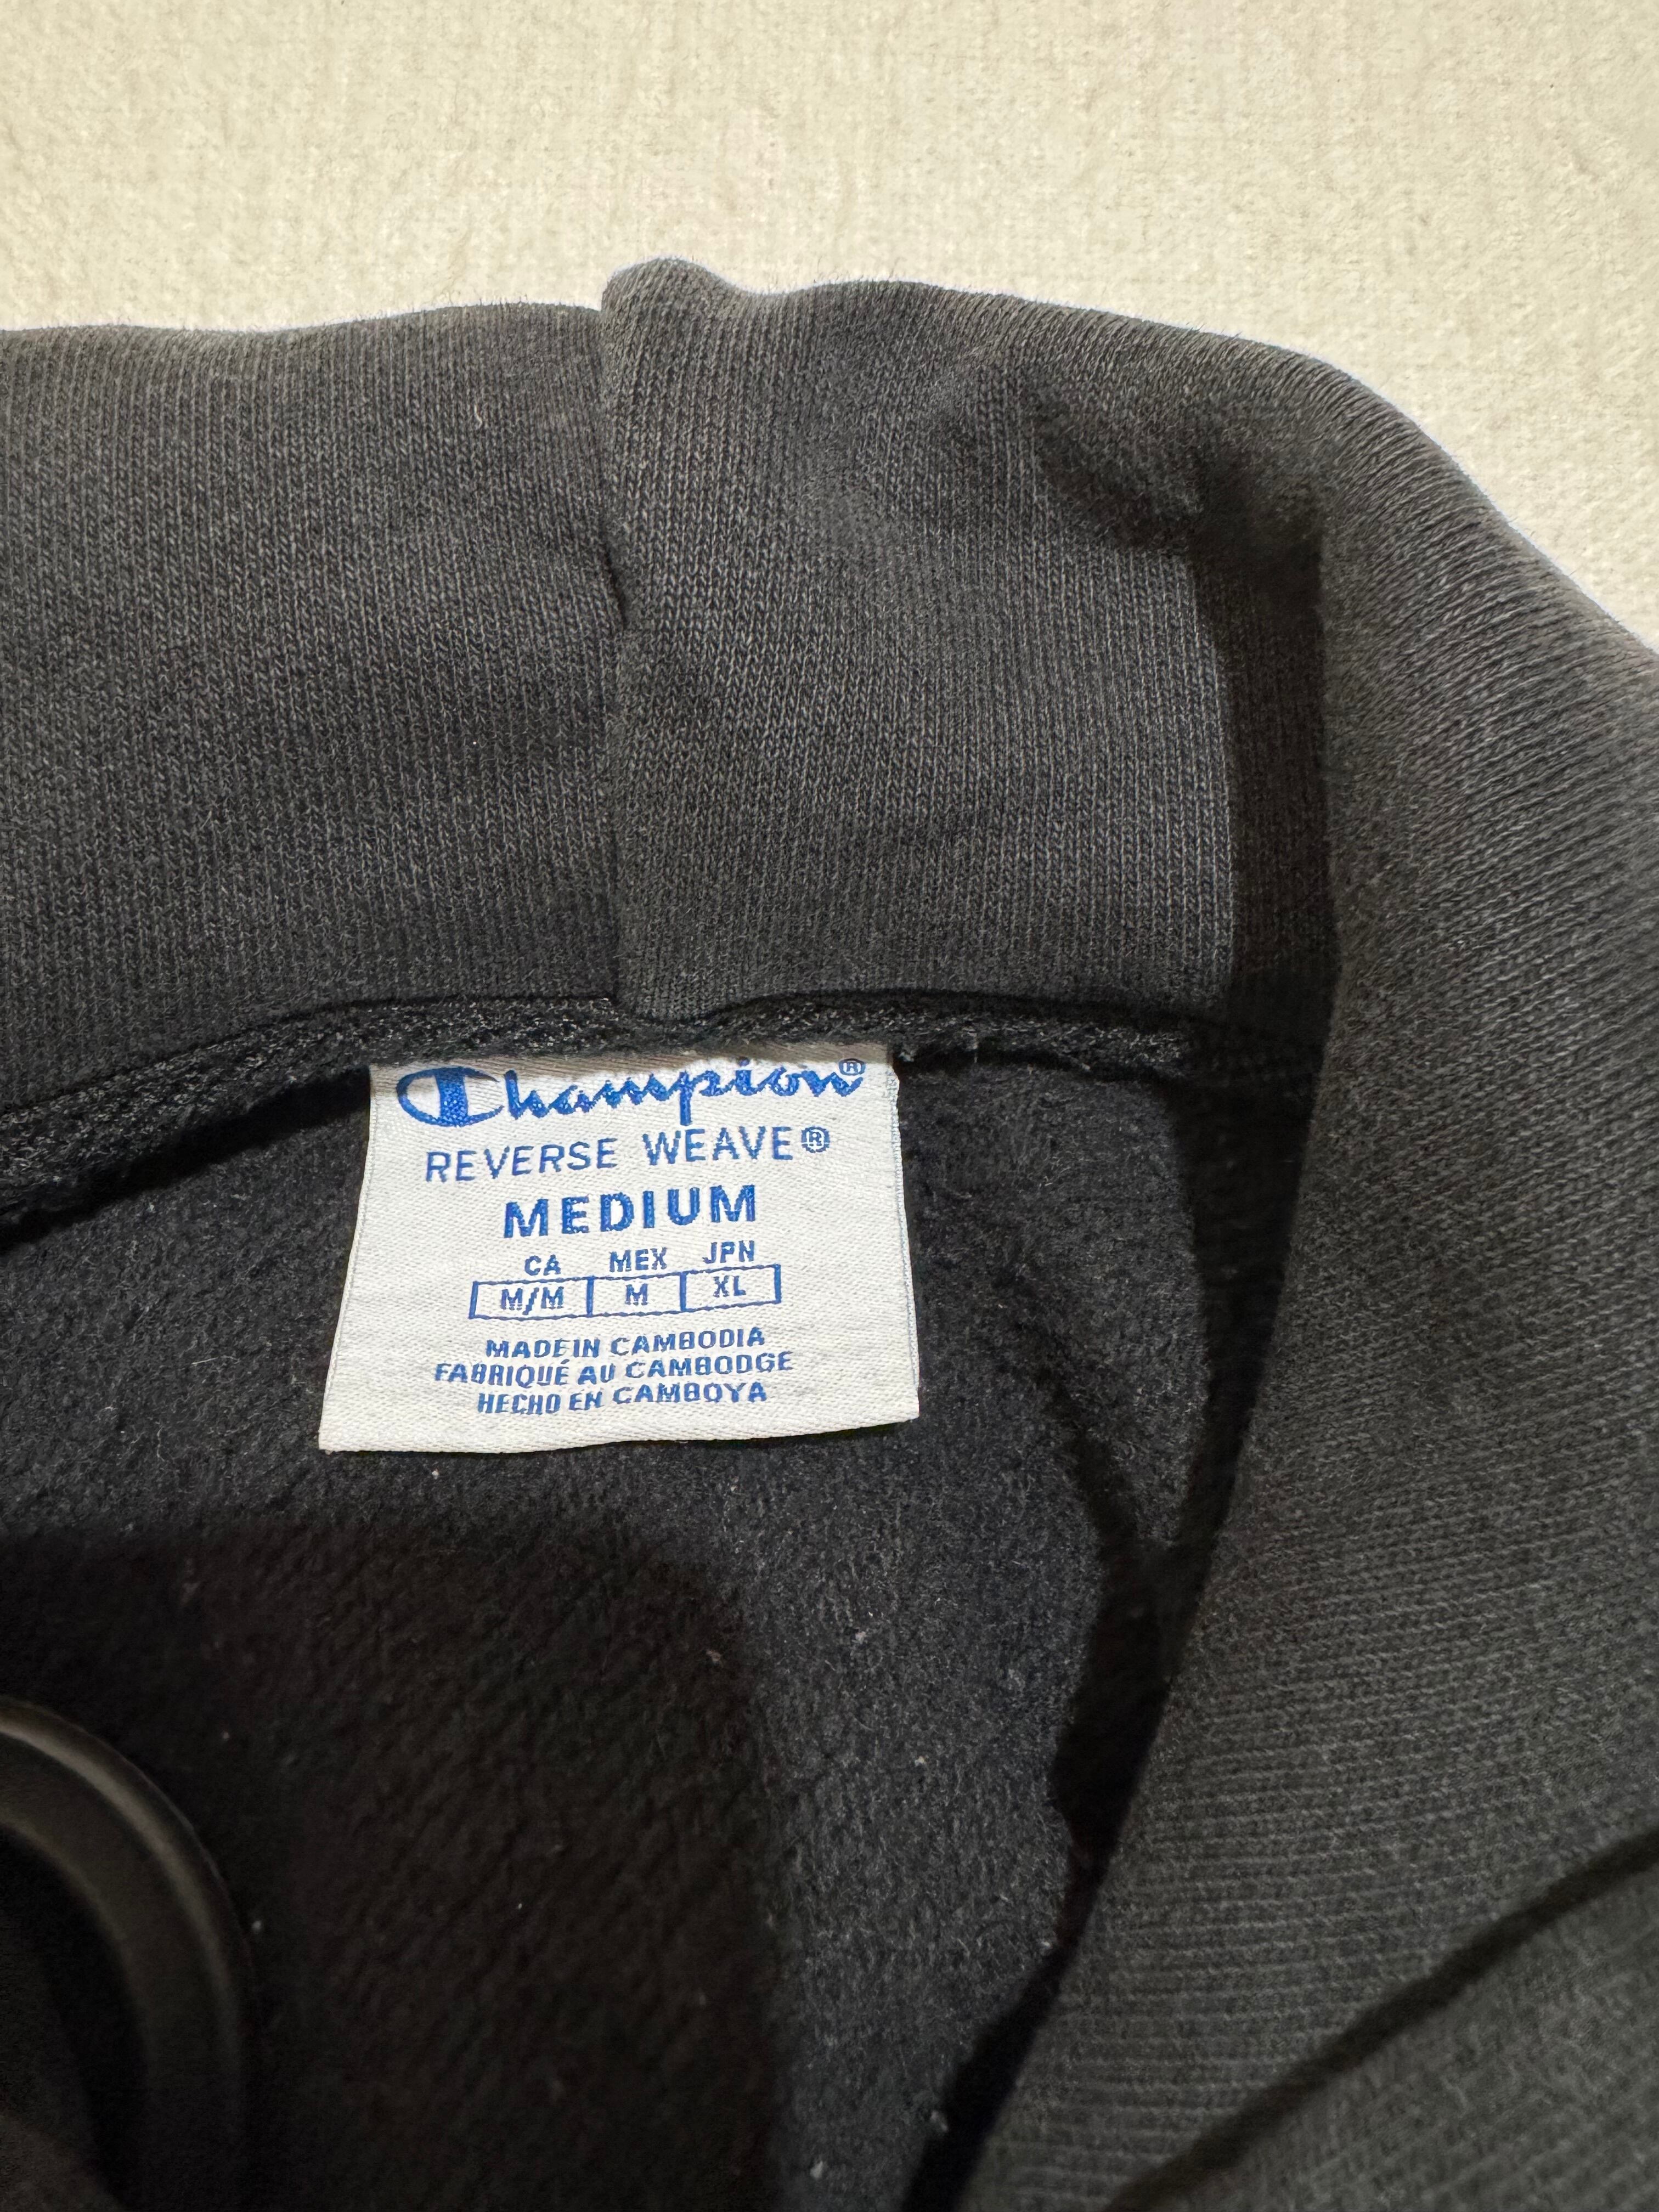 Champion®
REVERSE WEAVE®
MEDIUM
CA MEX JPN
M/M M XL
MADE IN CAMBODIA
FABRIQUÉ AU CAMBODGE
HECHO EN CAMBOYA